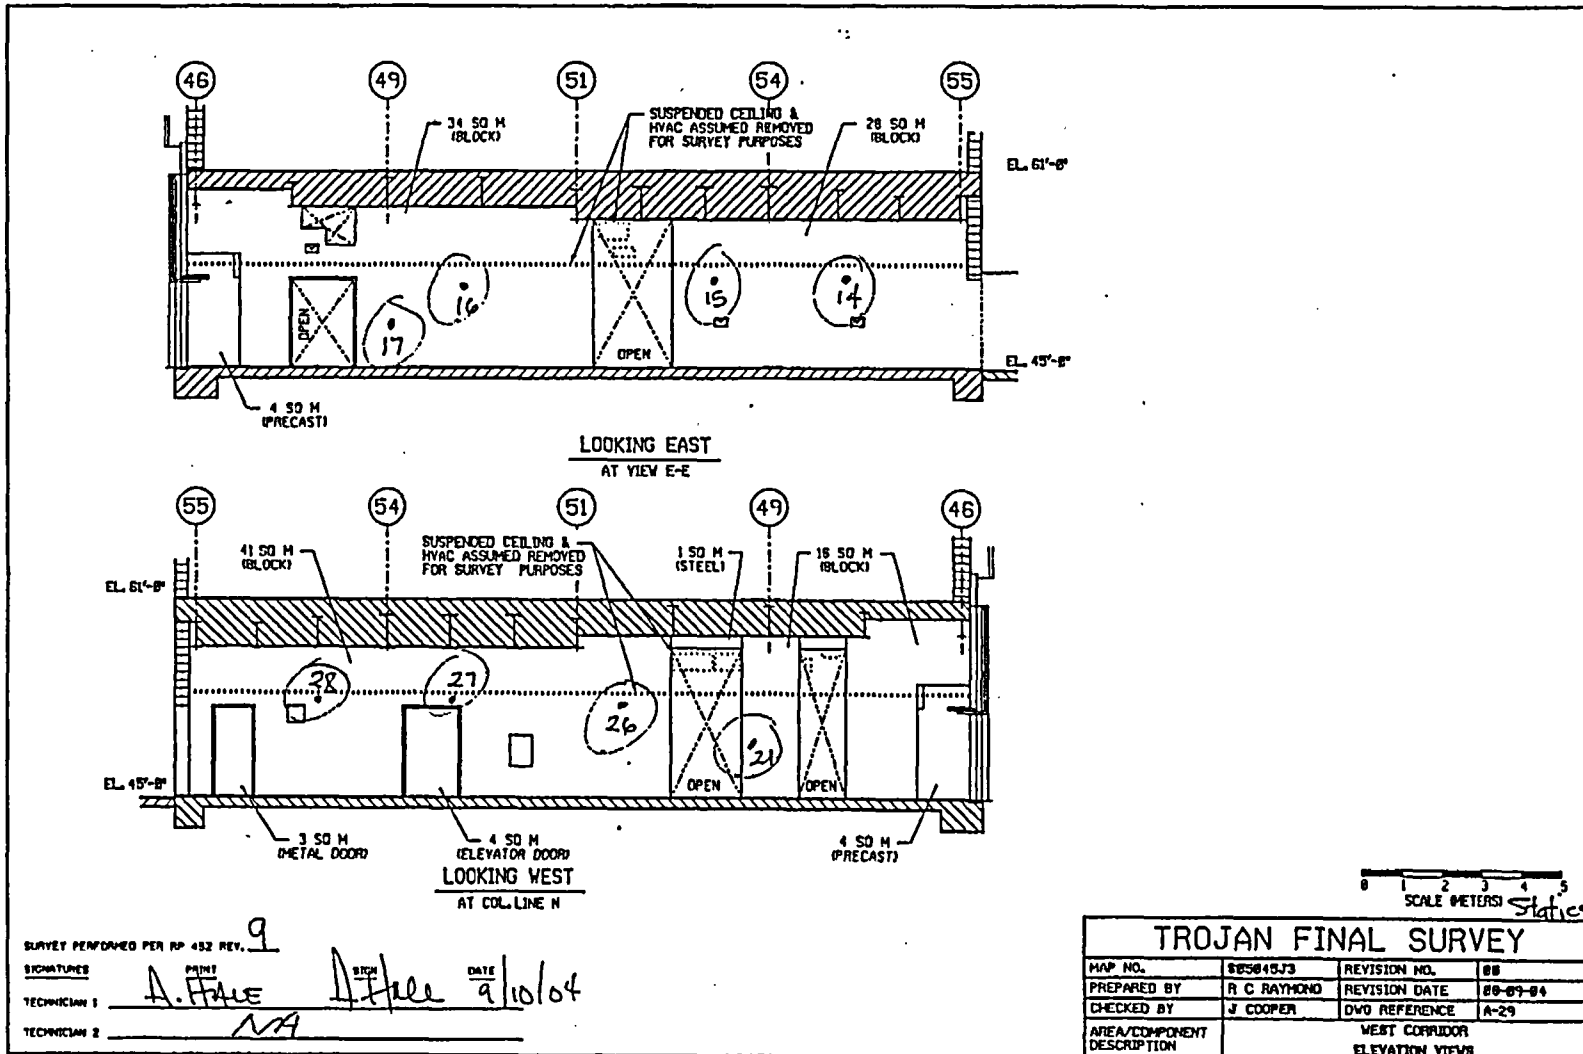 46 49 51 54 55
34 SQ M
(BLOCK)
SUSPENDED CEILING &
HVAC ASSUMED REMOVED
FOR SURVEY PURPOSES
28 SQ M
(BLOCK)
EL. 61'-0"
16
15
14
17
OPEN
OPEN
EL. 45'-0"
4 SQ M
(PRECAST)
LOOKING EAST
AT VIEW E-E
55 54 51 49 46
41 SQ M
(BLOCK)
SUSPENDED CEILING &
HVAC ASSUMED REMOVED
FOR SURVEY PURPOSES
1 SQ M
(STEEL)
16 SQ M
(BLOCK)
EL. 61'-0"
28
27
26
21
OPEN
OPEN
EL. 45'-0"
3 SQ M
(METAL DOOR)
4 SQ M
(ELEVATOR DOOR)
4 SQ M
(PRECAST)
LOOKING WEST
AT COL. LINE N
0 1 2 3 4 5
SCALE (METERS)
Statics
SURVEY PERFORMED PER RP 452 REV. 9
SIGNATURES PRINT SIGN DATE
TECHNICIAN 1 A. HALE A Hale 9/10/04
TECHNICIAN 2 NA
TROJAN FINAL SURVEY
MAP NO. REVISION NO. 00
PREPARED BY R C RAYMOND REVISION DATE
CHECKED BY J COOPER DWG REFERENCE A-29
AREA/COMPONENT
DESCRIPTION
WEST CORRIDOR
ELEVATION VIEWS